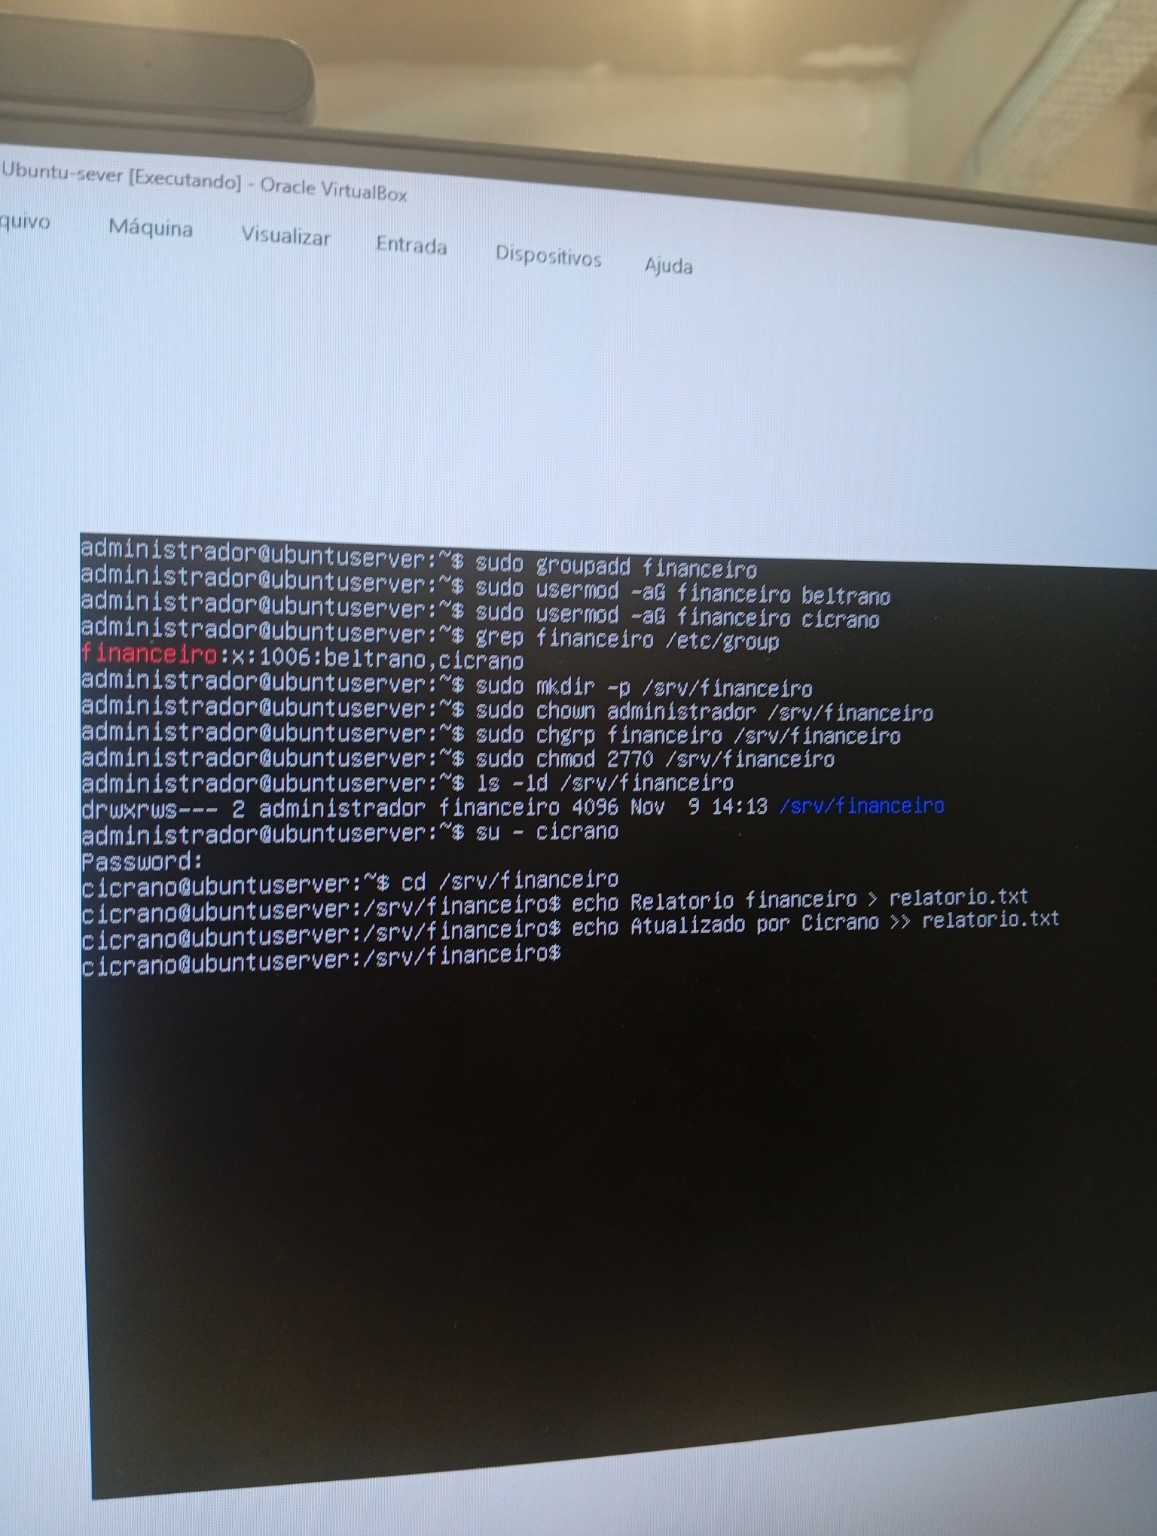 Ubuntu-sever [Executando] - Oracle VirtualBox
quivo Máquina Visualizar Entrada Dispositivos Ajuda
administrador@ubuntuserver:~$ sudo groupadd financeiro
administrador@ubuntuserver:~$ sudo usermod -aG financeiro beltrano
administrador@ubuntuserver:~$ sudo usermod -aG financeiro cicrano
administrador@ubuntuserver:~$ grep financeiro /etc/group
financeiro:x:1006:beltrano,cicrano
administrador@ubuntuserver:~$ sudo mkdir -p /srv/financeiro
administrador@ubuntuserver:~$ sudo chown administrador /srv/financeiro
administrador@ubuntuserver:~$ sudo chgrp financeiro /srv/financeiro
administrador@ubuntuserver:~$ sudo chmod 2770 /srv/financeiro
administrador@ubuntuserver:~$ ls -ld /srv/financeiro
drwxrws--- 2 administrador financeiro 4096 Nov  9 14:13 /srv/financeiro
administrador@ubuntuserver:~$ su - cicrano
Password:
cicrano@ubuntuserver:~$ cd /srv/financeiro
cicrano@ubuntuserver:/srv/financeiro$ echo Relatorio financeiro > relatorio.txt
cicrano@ubuntuserver:/srv/financeiro$ echo Atualizado por Cicrano >> relatorio.txt
cicrano@ubuntuserver:/srv/financeiro$